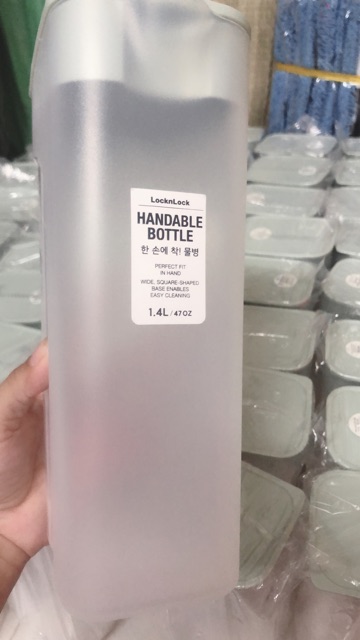 LocknLock
HANDABLE
BOTTLE
한 손에 착! 물병
PERFECT FIT
IN HAND
WIDE, SQUARE-SHAPED
BASE ENABLES
EASY CLEANING
1.4L / 47 OZ